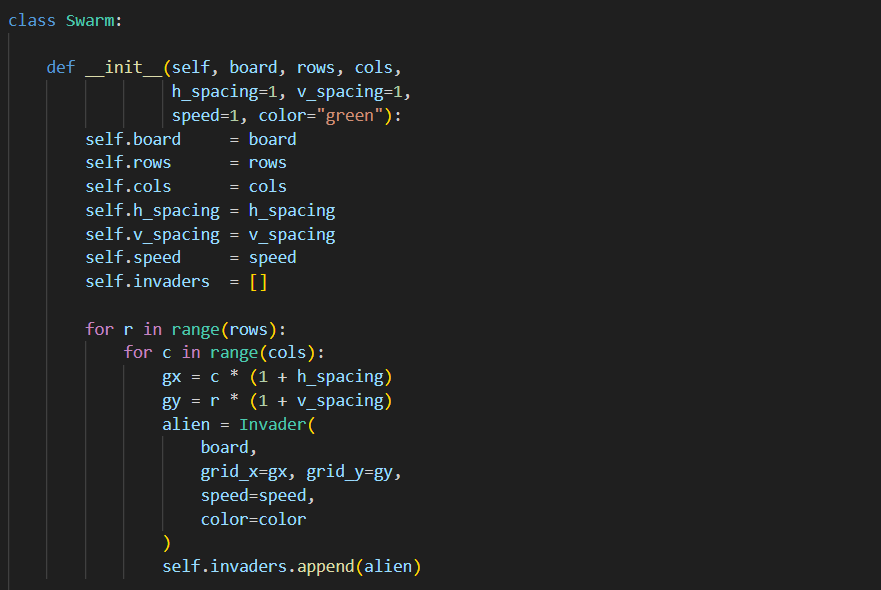 class Swarm:
    def __init__(self, board, rows, cols,
                 h_spacing=1, v_spacing=1,
                 speed=1, color="green"):
        self.board     = board
        self.rows      = rows
        self.cols      = cols
        self.h_spacing = h_spacing
        self.v_spacing = v_spacing
        self.speed     = speed
        self.invaders  = []
        for r in range(rows):
            for c in range(cols):
                gx = c * (1 + h_spacing)
                gy = r * (1 + v_spacing)
                alien = Invader(
                    board,
                    grid_x=gx, grid_y=gy,
                    speed=speed,
                    color=color
                )
                self.invaders.append(alien)